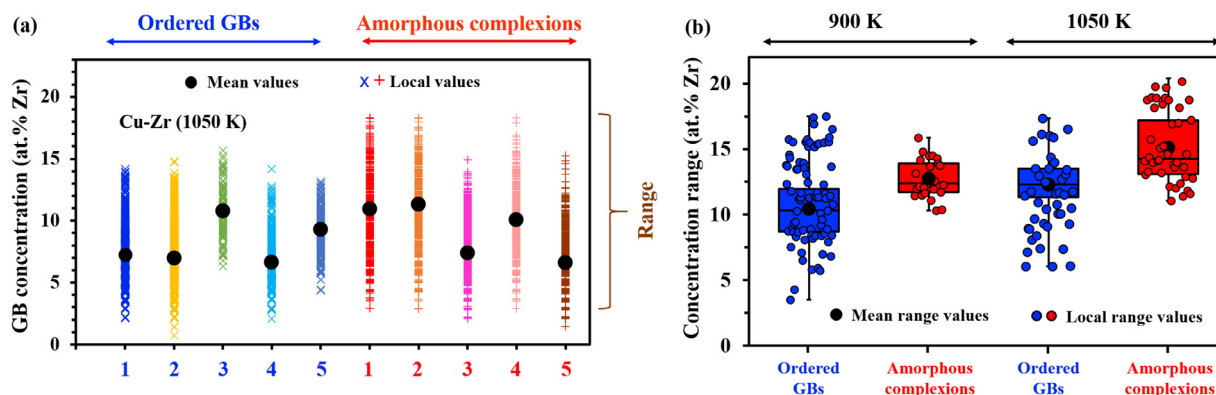 (a)
Ordered GBs
Amorphous complexions
Mean values
x + Local values
Cu-Zr (1050 K)
GB concentration (at.% Zr)
20
15
10
5
0
1 2 3 4 5 1 2 3 4 5
Range
(b)
900 K
1050 K
Concentration range (at.% Zr)
20
15
10
5
0
Mean range values
Local range values
Ordered GBs
Amorphous complexions
Ordered GBs
Amorphous complexions